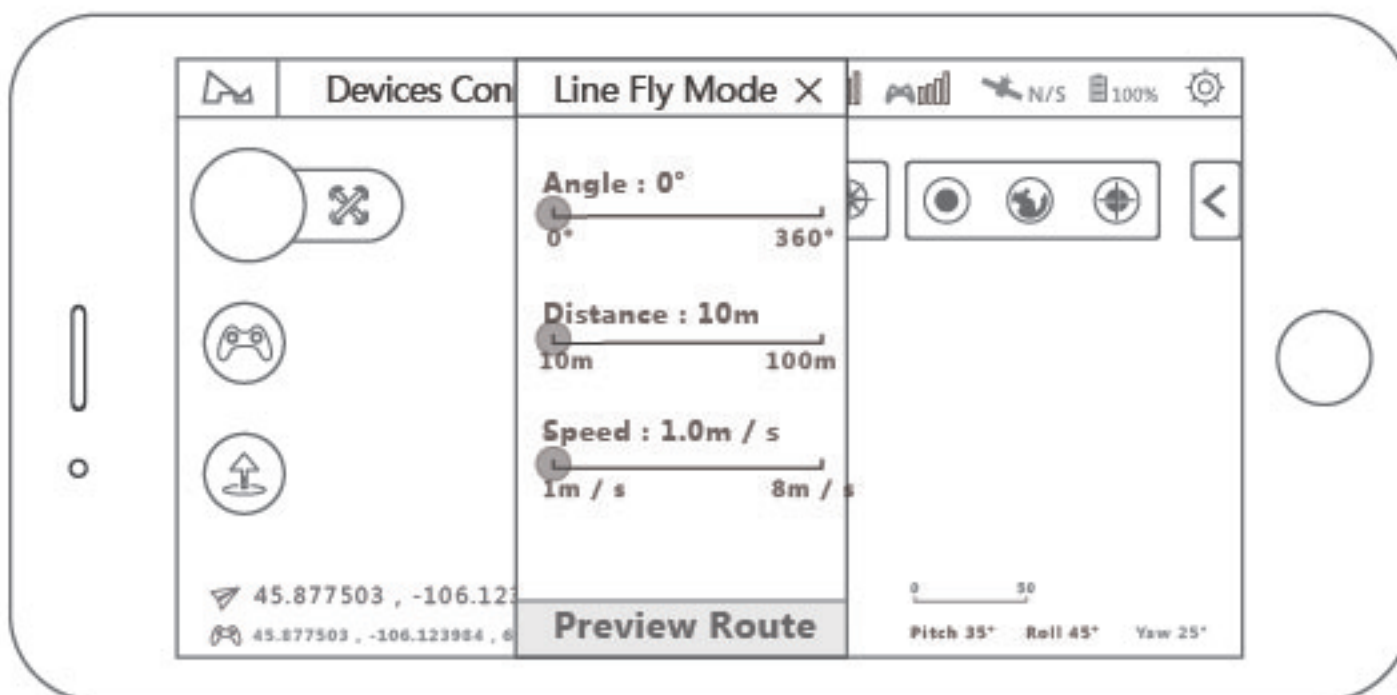 Devices Con
Line Fly Mode
N/S
100%
Angle : 0°
0°
360°
Distance : 10m
10m
100m
Speed : 1.0m / s
1m / s
8m / s
45.877503 , -106.123
45.877503 , -106.123984 , 6
Preview Route
0
50
Pitch 35°
Roll 45°
Yaw 25°